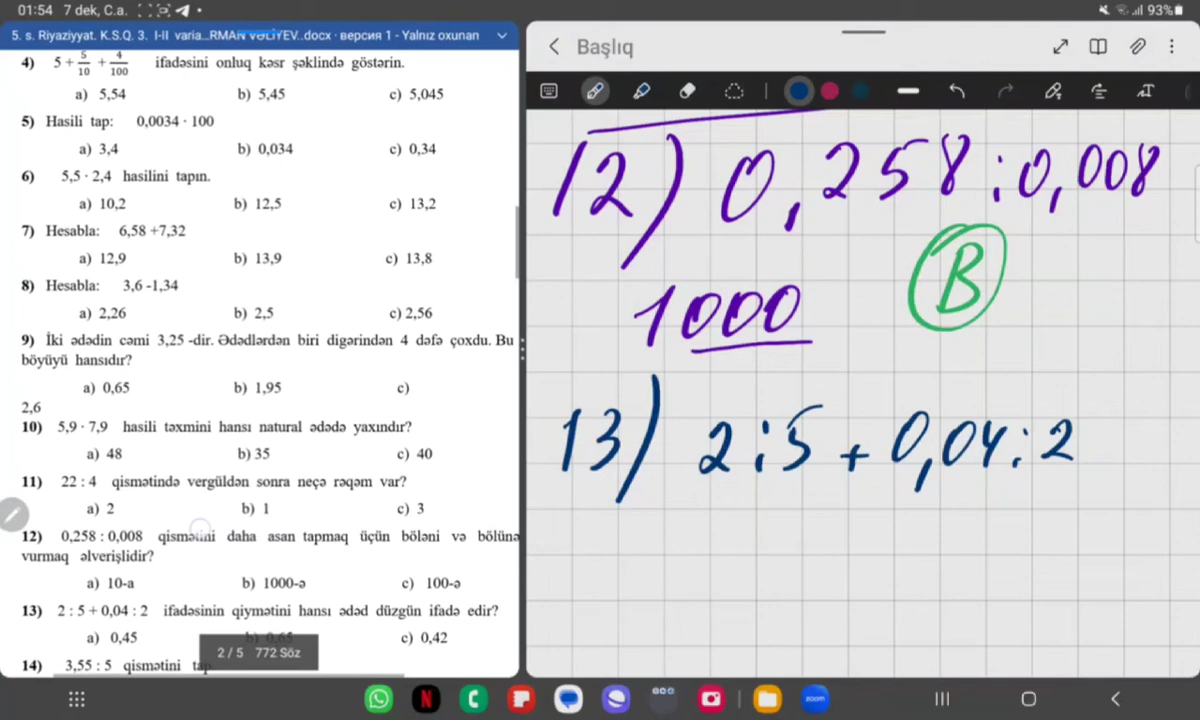 01:54 7 dek, C.a. 93%
5. s. Riyaziyyat. K.S.Q. 3. I-II varia...RMAN VƏLİYEV..docx · версия 1 - Yalnız oxunan
4) 5 + 5/10 + 4/100 ifadəsini onluq kəsr şəklində göstərin.
a) 5,54 b) 5,45 c) 5,045
5) Hasili tap: 0,0034 · 100
a) 3,4 b) 0,034 c) 0,34
6) 5,5 · 2,4 hasilini tapın.
a) 10,2 b) 12,5 c) 13,2
7) Hesabla: 6,58 +7,32
a) 12,9 b) 13,9 c) 13,8
8) Hesabla: 3,6 -1,34
a) 2,26 b) 2,5 c) 2,56
9) İki ədədin cəmi 3,25 -dir. Ədədlərdən biri digərindən 4 dəfə çoxdu. Bu
böyüyü hansıdır?
a) 0,65 b) 1,95 c)
2,6
10) 5,9 · 7,9 hasili təxmini hansı natural ədədə yaxındır?
a) 48 b) 35 c) 40
11) 22 : 4 qismətində vergüldən sonra neçə rəqəm var?
a) 2 b) 1 c) 3
12) 0,258 : 0,008 qismətini daha asan tapmaq üçün böləni və bölünə
vurmaq əlverişlidir?
a) 10-a b) 1000-ə c) 100-ə
13) 2 : 5 + 0,04 : 2 ifadəsinin qiymətini hansı ədəd düzgün ifadə edir?
a) 0,45 b) 0,65 c) 0,42
2/5 772 Söz
14) 3,55 : 5 qismətini tap
Başlıq
12) 0,258 : 0,008
1000 B
13) 2 : 5 + 0,04 : 2
zoom